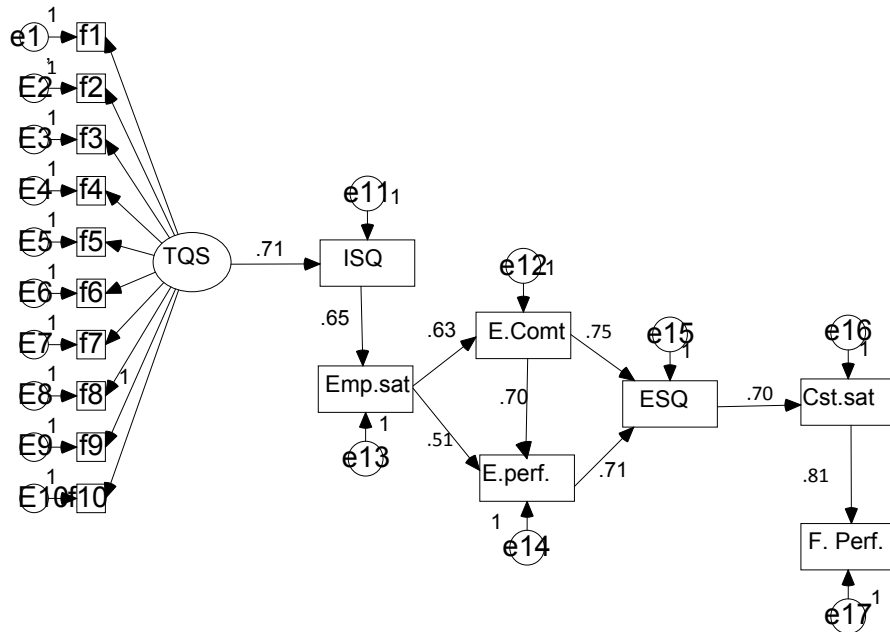 1
e1 f1
1
E2 f2
1
E3 f3
1
E4 f4
1
E5 f5
1
E6 f6
1
E7 f7
1
E8 f8
1
1
E9 f9
1
E10 f10
TQS
.71
e11 1
ISQ
.65
Emp.sat
1
e13
.63
.51
e12 1
E.Comt
.70
E.perf.
1
e14
.75
.71
e15
1
ESQ
.70
e16
1
Cst.sat
.81
F. Perf.
e17 1